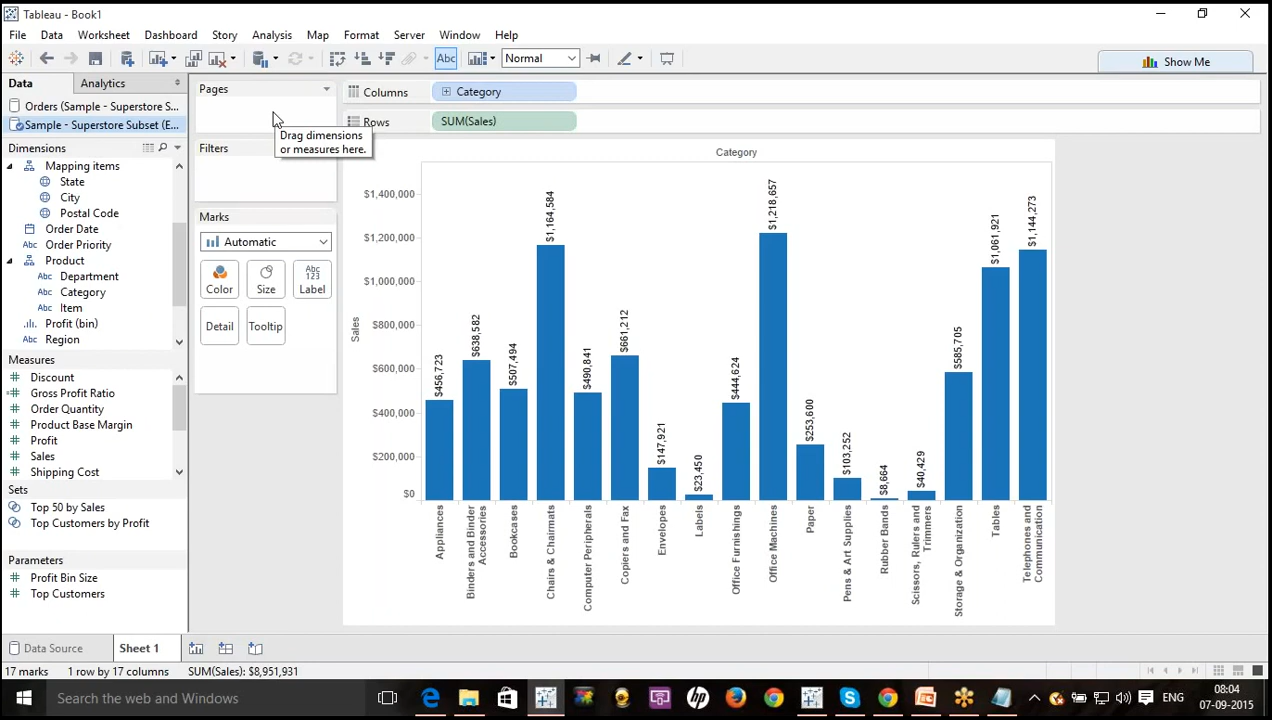 Tableau - Book1
File Data Worksheet Dashboard Story Analysis Map Format Server Window Help
Abc Normal Show Me
Data Analytics
Orders (Sample - Superstore S...
Sample - Superstore Subset (E...
Dimensions
Mapping items
State
City
Postal Code
Order Date
Abc Order Priority
Product
Abc Department
Abc Category
Abc Item
Profit (bin)
Region
Measures
Discount
Gross Profit Ratio
Order Quantity
Product Base Margin
Profit
Sales
Shipping Cost
Sets
Top 50 by Sales
Top Customers by Profit
Parameters
Profit Bin Size
Top Customers
Pages
Drag dimensions
or measures here.
Filters
Marks
Automatic
Color Size Abc 123 Label
Detail Tooltip
Columns Category
Rows SUM(Sales)
Category
Sales
$1,400,000
$1,200,000
$1,000,000
$800,000
$600,000
$400,000
$200,000
$0
$456,723
$638,582
$507,494
$1,164,584
$490,841
$661,212
$147,921
$23,450
$444,624
$1,218,657
$253,600
$103,252
$8,664
$40,429
$585,705
$1,061,921
$1,144,273
Appliances
Binders and Binder
Accessories
Bookcases
Chairs & Chairmats
Computer Peripherals
Copiers and Fax
Envelopes
Labels
Office Furnishings
Office Machines
Paper
Pens & Art Supplies
Rubber Bands
Scissors, Rulers and
Trimmers
Storage & Organization
Tables
Telephones and
Communication
Data Source Sheet 1
17 marks 1 row by 17 columns SUM(Sales): $8,951,931
Search the web and Windows
ENG
08:04
07-09-2015